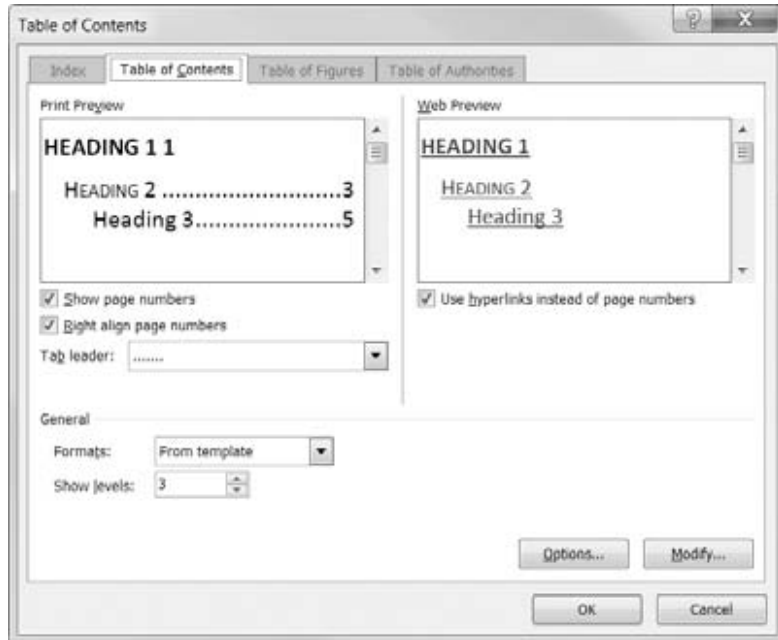 Table of Contents
Index Table of Contents Table of Figures Table of Authorities
Print Preview
HEADING 1 1
HEADING 2 ............................3
Heading 3.......................5
Show page numbers
Right align page numbers
Tab leader: .......
Web Preview
HEADING 1
HEADING 2
Heading 3
Use hyperlinks instead of page numbers
General
Formats: From template
Show levels: 3
Options... Modify...
OK Cancel